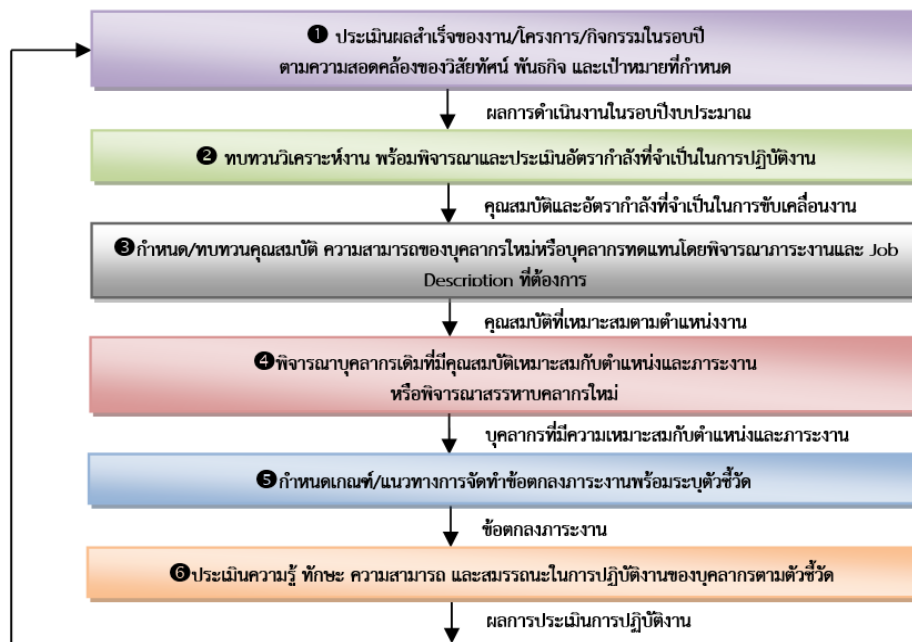 ❶ ประเมินผลสำเร็จของงาน/โครงการ/กิจกรรมในรอบปี
ตามความสอดคล้องของวิสัยทัศน์ พันธกิจ และเป้าหมายที่กำหนด
ผลการดำเนินงานในรอบปีงบประมาณ
❷ ทบทวนวิเคราะห์งาน พร้อมพิจารณาและประเมินอัตรากำลังที่จำเป็นในการปฏิบัติงาน
คุณสมบัติและอัตรากำลังที่จำเป็นในการขับเคลื่อนงาน
❸กำหนด/ทบทวนคุณสมบัติ ความสามารถของบุคลากรใหม่หรือบุคลากรทดแทนโดยพิจารณาภาระงานและ Job
Description ที่ต้องการ
คุณสมบัติที่เหมาะสมตามตำแหน่งงาน
❹พิจารณาบุคลากรเดิมที่มีคุณสมบัติเหมาะสมกับตำแหน่งและภาระงาน
หรือพิจารณาสรรหาบุคลากรใหม่
บุคลากรที่มีความเหมาะสมกับตำแหน่งและภาระงาน
❺กำหนดเกณฑ์/แนวทางการจัดทำข้อตกลงภาระงานพร้อมระบุตัวชี้วัด
ข้อตกลงภาระงาน
❻ประเมินความรู้ ทักษะ ความสามารถ และสมรรถนะในการปฏิบัติงานของบุคลากรตามตัวชี้วัด
ผลการประเมินการปฏิบัติงาน